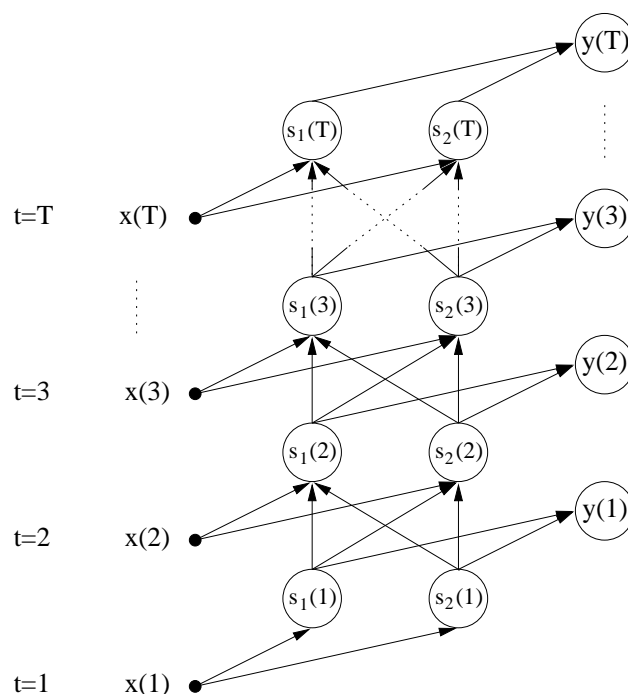 y(T)
s₁(T) s₂(T)
t=T x(T) y(3)
s₁(3) s₂(3)
t=3 x(3) y(2)
s₁(2) s₂(2)
t=2 x(2) y(1)
s₁(1) s₂(1)
t=1 x(1)